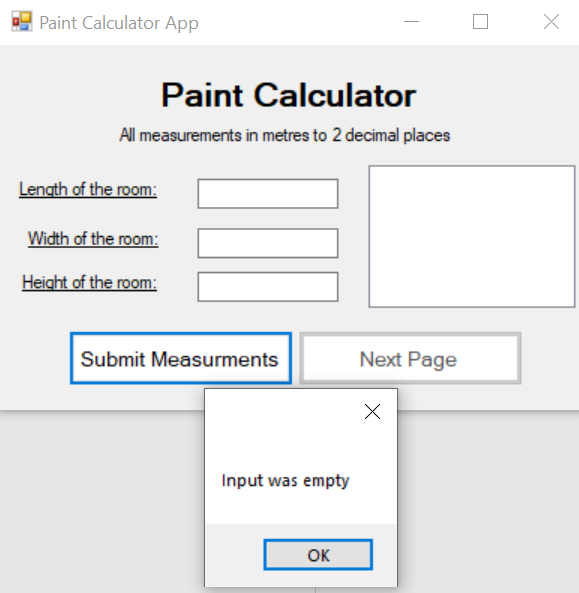 Paint Calculator App
Paint Calculator
All measurements in metres to 2 decimal places
Length of the room:
Width of the room:
Height of the room:
Submit Measurments
Next Page
Input was empty
OK